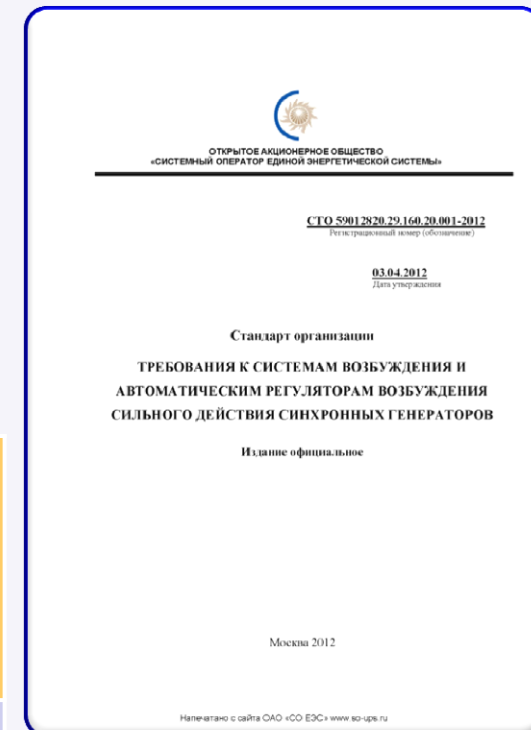 ОТКРЫТОЕ АКЦИОНЕРНОЕ ОБЩЕСТВО
«СИСТЕМНЫЙ ОПЕРАТОР ЕДИНОЙ ЭНЕРГЕТИЧЕСКОЙ СИСТЕМЫ»
СТО 59012820.29.160.20.001-2012
Регистрационный номер (обозначение)
03.04.2012
Дата утверждения
Стандарт организации
ТРЕБОВАНИЯ К СИСТЕМАМ ВОЗБУЖДЕНИЯ И
АВТОМАТИЧЕСКИМ РЕГУЛЯТОРАМ ВОЗБУЖДЕНИЯ
СИЛЬНОГО ДЕЙСТВИЯ СИНХРОННЫХ ГЕНЕРАТОРОВ
Издание официальное
Москва 2012
Напечатано с сайта ОАО «СО ЕЭС» www.so-ups.ru